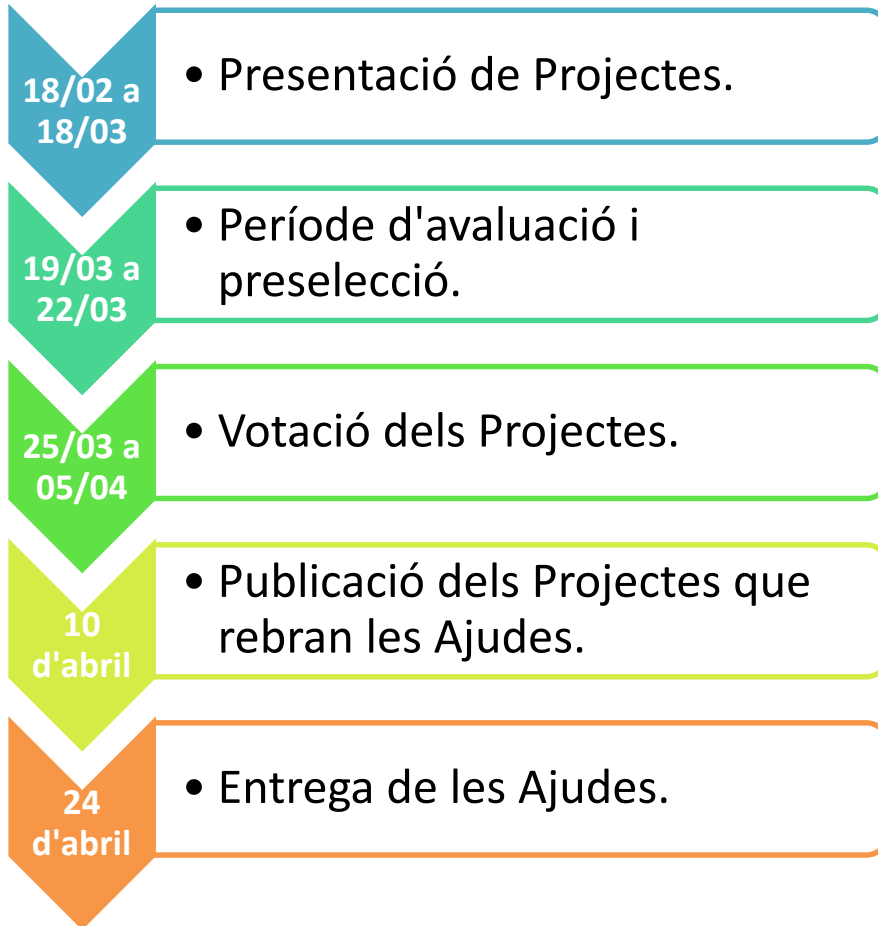 18/02 a
18/03
• Presentació de Projectes.
19/03 a
22/03
• Període d'avaluació i
preselecció.
25/03 a
05/04
• Votació dels Projectes.
10
d'abril
• Publicació dels Projectes que
rebran les Ajudes.
24
d'abril
• Entrega de les Ajudes.